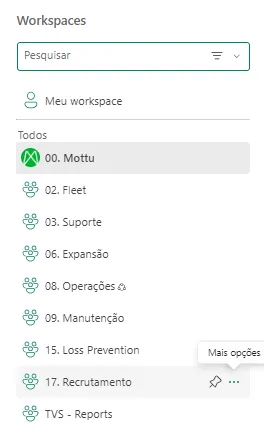 Workspaces
Pesquisar
Meu workspace
Todos
00. Mottu
02. Fleet
03. Suporte
06. Expansão
08. Operações
09. Manutenção
15. Loss Prevention
Mais opções
17. Recrutamento
TVS - Reports